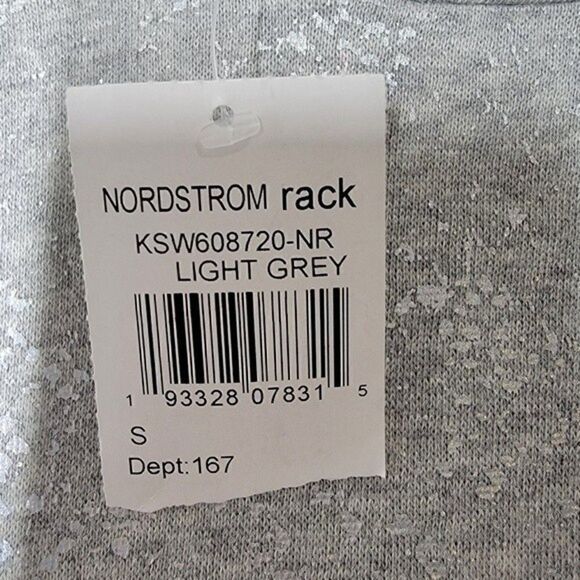 NORDSTROM rack
KSW608720-NR
LIGHT GREY
1 93328 07831 5
S
Dept:167